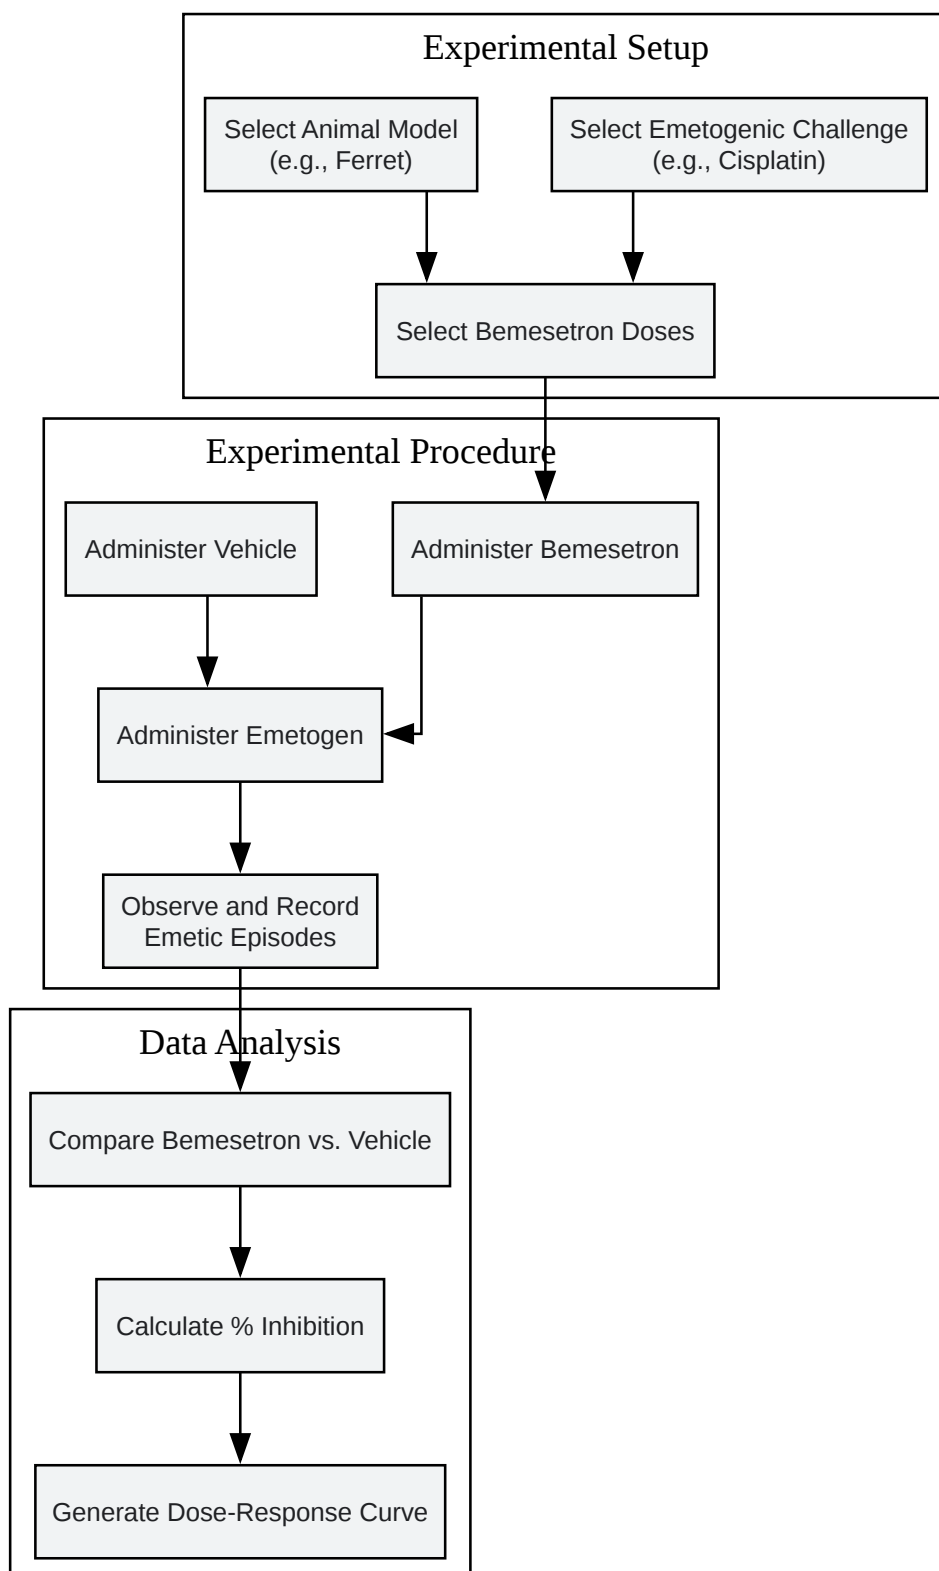 Experimental Setup
Select Animal Model
(e.g., Ferret)
Select Emetogenic Challenge
(e.g., Cisplatin)
Select Bemesetron Doses
Experimental Procedure
Administer Vehicle
Administer Bemesetron
Administer Emetogen
Observe and Record
Emetic Episodes
Data Analysis
Compare Bemesetron vs. Vehicle
Calculate % Inhibition
Generate Dose-Response Curve